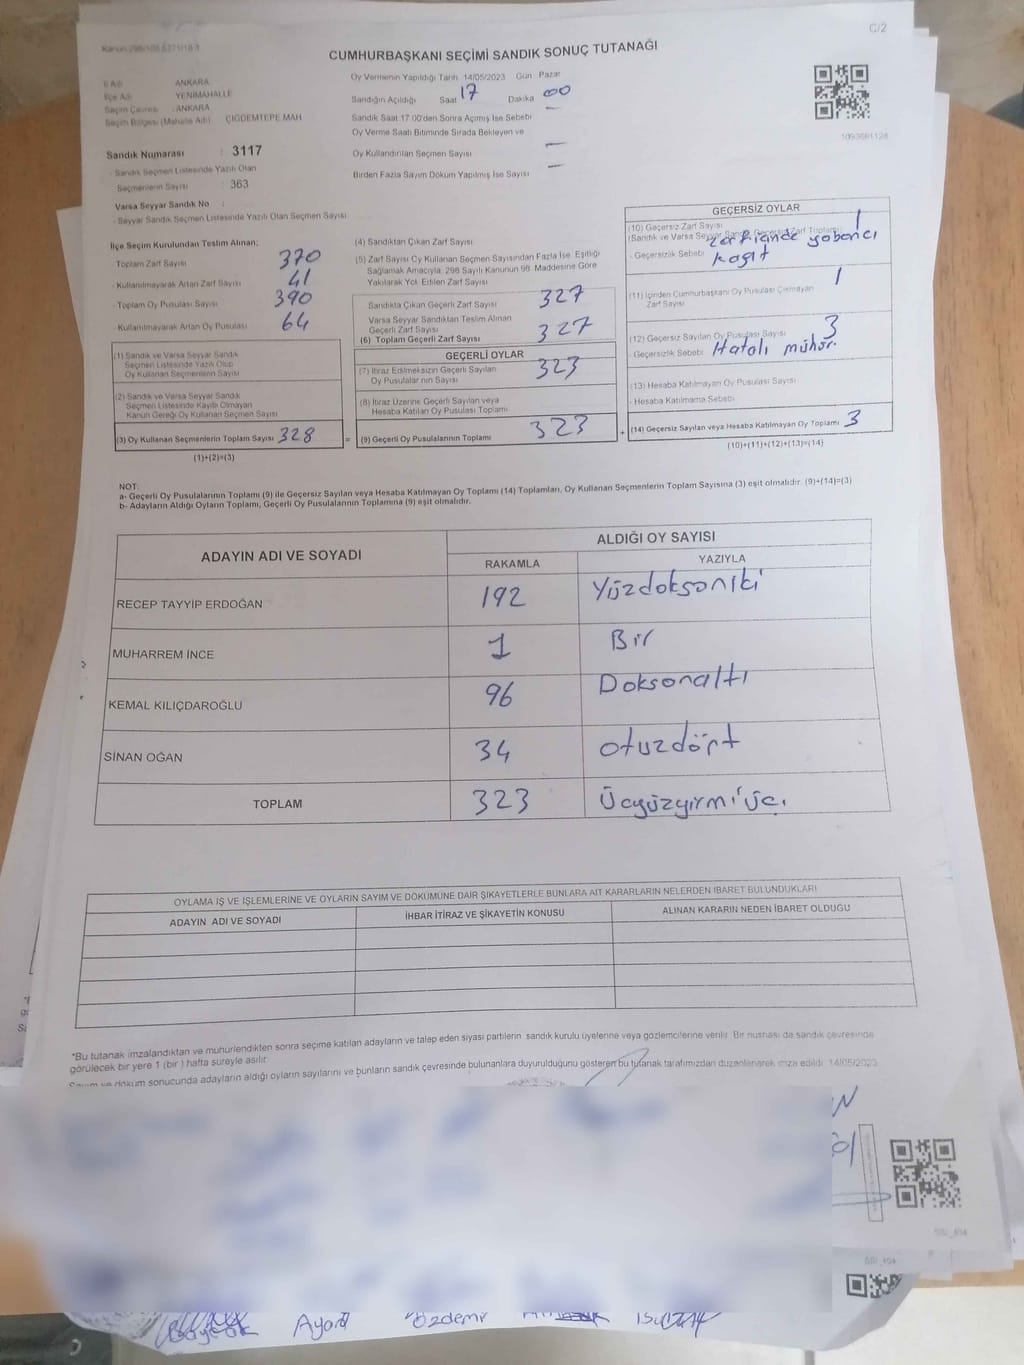 C/2
CUMHURBAŞKANI SEÇİMİ SANDIK SONUÇ TUTANAĞI
İl Adı ANKARA
İlçe Adı YENİMAHALLE
Seçim Çevresi : ANKARA
Seçim Bölgesi (Mahalle Adı) ÇİĞDEMTEPE MAH
Sandık Numarası : 3117
- Sandık Seçmen Listesinde Yazılı Olan
Seçmenlerin Sayısı : 363
Varsa Seyyar Sandık No :
- Seyyar Sandık Seçmen Listesinde Yazılı Olan Seçmen Sayısı
Oy Vermenin Yapıldığı Tarih 14/05/2023 Gün Pazar
Sandığın Açıldığı Saat 17 Dakika 00
Sandık Saat 17.00'den Sonra Açımış İse Sebebi —
Oy Verme Saati Bitiminde Sırada Bekleyen ve
Oy Kullandırılan Seçmen Sayısı —
Birden Fazla Sayım Döküm Yapılmış İse Sayısı —
1093681128
İlçe Seçim Kurulundan Teslim Alınan;
Toplam Zarf Sayısı 370
- Kullanılmayarak Artan Zarf Sayısı 41
Toplam Oy Pusulası Sayısı 390
- Kullanılmayarak Artan Oy Pusulası 64
(1) Sandık ve Varsa Seyyar Sandık
Seçmen Listesinde Yazılı Olup
Oy Kullanan Seçmenlerin Sayısı
(2) Sandık ve Varsa Seyyar Sandık
Seçmen Listesinde Kayıtlı Olmayan
Kanun Gereği Oy Kullanan Seçmen Sayısı
(3) Oy Kullanan Seçmenlerin Toplam Sayısı 328 =
(1)+(2)=(3)
(4) Sandıktan Çıkan Zarf Sayısı
(5) Zarf Sayısı Oy Kullanan Seçmen Sayısından Fazla İse, Eşitliği
Sağlamak Amacıyla, 298 Sayılı Kanunun 98. Maddesine Göre
Yakılarak Yok Edilen Zarf Sayısı
Sandıkta Çıkan Geçerli Zarf Sayısı 327
Varsa Seyyar Sandıktan Teslim Alınan
Geçerli Zarf Sayısı
(6) Toplam Geçerli Zarf Sayısı 327
GEÇERLİ OYLAR
(7) İtiraz Edilmeksizin Geçerli Sayılan
Oy Pusulalarının Sayısı 323
(8) İtiraz Üzerine Geçerli Sayılan veya
Hesaba Katılan Oy Pusulası Toplamı
(9) Geçerli Oy Pusulalarının Toplamı 323 +
GEÇERSİZ OYLAR
(10) Geçersiz Zarf Sayısı 1
(Sandık ve Varsa Seyyar Sandık Geçersiz Zarf Toplamı)
- Geçersizlik Sebebi zarf içinde yabancı
kağıt
(11) İçinden Cumhurbaşkanı Oy Pusulası Çıkmayan 1
Zarf Sayısı
(12) Geçersiz Sayılan Oy Pusulası Sayısı 3
- Geçersizlik Sebebi Hatalı mühür.
(13) Hesaba Katılmayan Oy Pusulası Sayısı
- Hesaba Katılmama Sebebi
(14) Geçersiz Sayılan veya Hesaba Katılmayan Oy Toplamı 3
(10)+(11)+(12)+(13)=(14)
NOT:
a- Geçerli Oy Pusulalarının Toplamı (9) ile Geçersiz Sayılan veya Hesaba Katılmayan Oy Toplamı (14) Toplamları, Oy Kullanan Seçmenlerin Toplam Sayısına (3) eşit olmalıdır. (9)+(14)=(3)
b- Adayların Aldığı Oyların Toplamı, Geçerli Oy Pusulalarının Toplamına (9) eşit olmalıdır.
ADAYIN ADI VE SOYADI
ALDIĞI OY SAYISI
RAKAMLA YAZIYLA
RECEP TAYYİP ERDOĞAN 192 Yüzdoksaniki
MUHARREM İNCE 1 Bir
KEMAL KILIÇDAROĞLU 96 Doksanaltı
SİNAN OĞAN 34 otuzdört
TOPLAM 323 Üçyüzyirmiüç.
OYLAMA İŞ VE İŞLEMLERİNE VE OYLARIN SAYIM VE DÖKÜMÜNE DAİR ŞİKAYETLERLE BUNLARA AİT KARARLARIN NELERDEN İBARET BULUNDUKLARI
ADAYIN ADI VE SOYADI İHBAR İTİRAZ VE ŞİKAYETİN KONUSU ALINAN KARARIN NEDEN İBARET OLDUĞU
*Bu tutanak imzalandıktan ve mühürlendikten sonra seçime katılan adayların ve talep eden siyasi partilerin sandık kurulu üyelerine veya gözlemcilerine verilir. Bir nüshası da sandık çevresinde
görülecek bir yere 1 (bir ) hafta süreyle asılır.
Sayım ve döküm sonucunda adayların aldığı oyların sayılarını ve bunların sandık çevresinde bulunanlara duyurulduğunu gösteren bu tutanak tarafımızdan düzenlenerek imza edildi. 14/05/2023
Özdemir